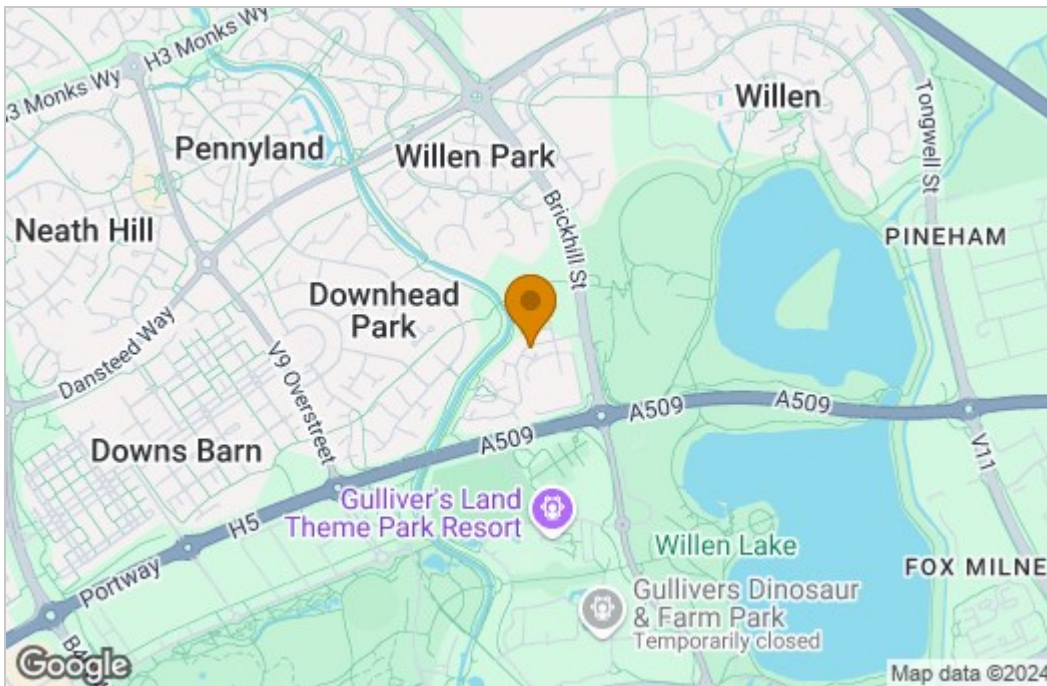 H3 Monks Wy
H3 Monks Wy
Willen
Tongwell St
Pennyland
Willen Park
Brickhill St
Neath Hill
PINEHAM
Downhead
Park
Dansteed Way
V9 Overstreet
A509
A509
A509
V11
Downs Barn
H5
Gulliver's Land
Theme Park Resort
Willen Lake
FOX MILNE
Portway
Gullivers Dinosaur
& Farm Park
Temporarily closed
Google
Map data ©2024